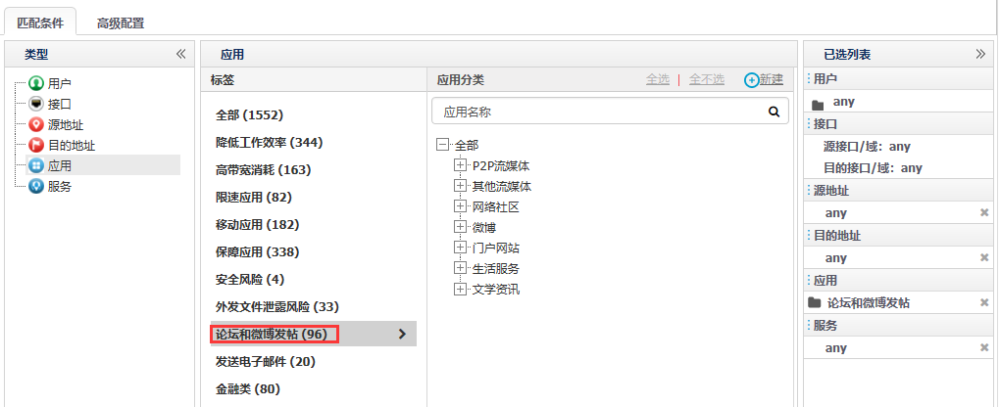 匹配条件
高级配置
类型
用户
接口
源地址
目的地址
应用
服务
应用
标签
全部 (1552)
降低工作效率 (344)
高带宽消耗 (163)
限速应用 (82)
移动应用 (182)
保障应用 (338)
安全风险 (4)
外发文件泄露风险 (33)
论坛和微博发帖 (96)
发送电子邮件 (20)
金融类 (80)
应用分类 全选 | 全不选 新建
应用名称
全部
P2P流媒体
其他流媒体
网络社区
微博
门户网站
生活服务
文学资讯
已选列表
用户
any
接口
源接口/域: any
目的接口/域: any
源地址
any
目的地址
any
应用
论坛和微博发帖
服务
any